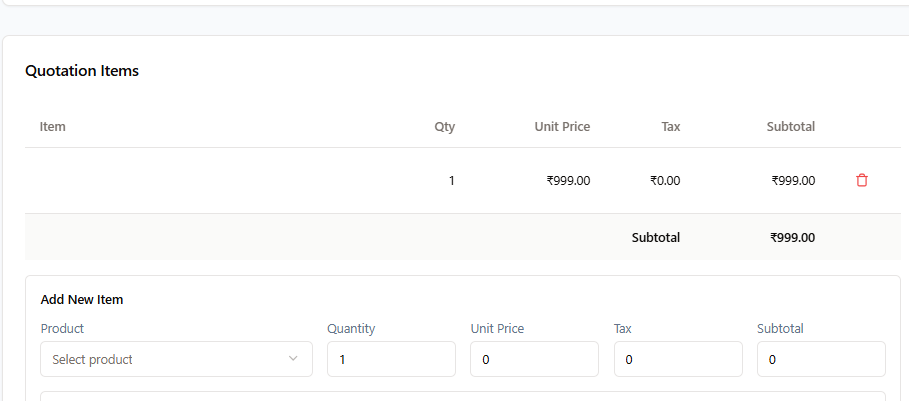 Quotation Items
Item Qty Unit Price Tax Subtotal
1 ₹999.00 ₹0.00 ₹999.00
Subtotal ₹999.00
Add New Item
Product Quantity Unit Price Tax Subtotal
Select product 1 0 0 0